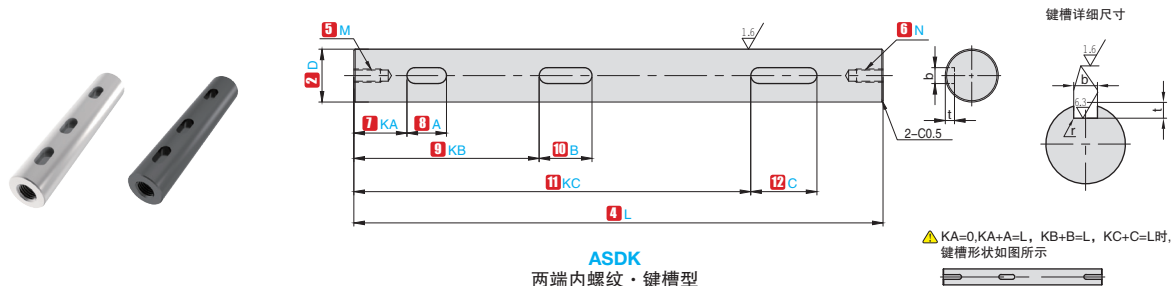 键槽详细尺寸
5 M
1.6
6 N
1.6
2 D
b
b
6.3
t
t
r
7 KA
8 A
2-C0.5
9 KB
10 B
11 KC
12 C
4 L
ASDK
两端内螺纹·键槽型
KA=0,KA+A=L，KB+B=L，KC+C=L时,
键槽形状如图所示